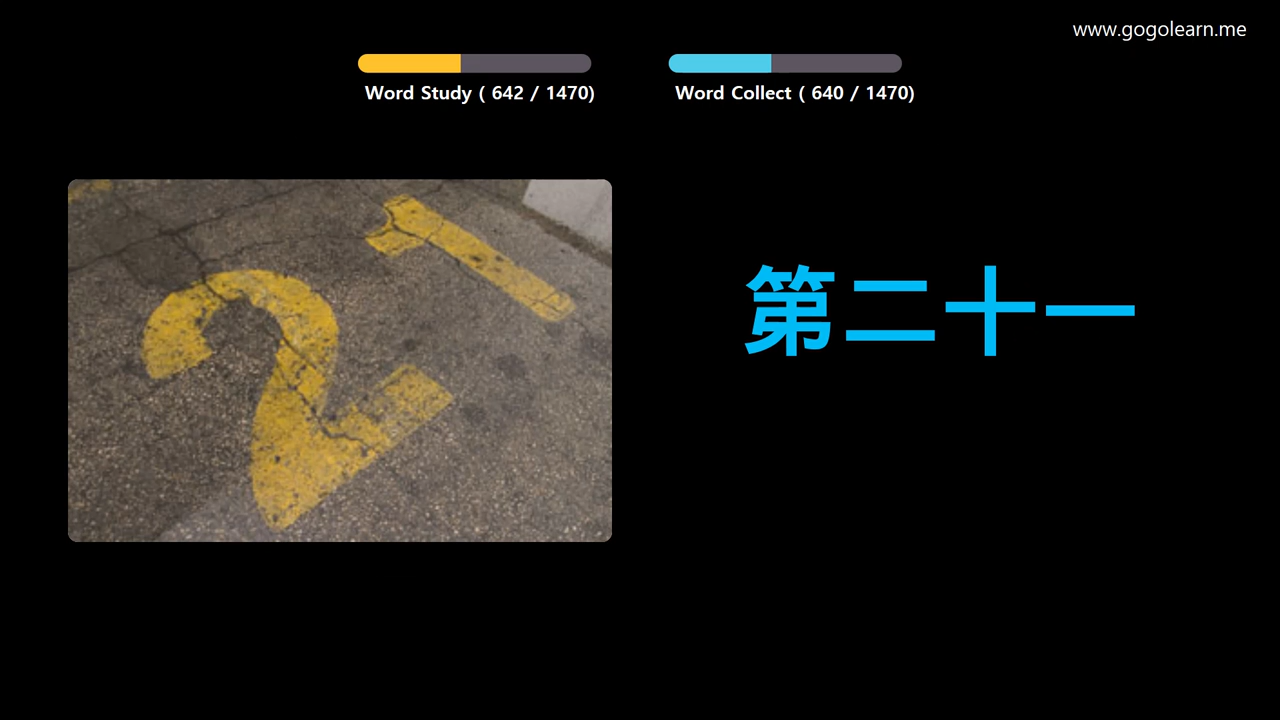 www.gogolearn.me
Word Study ( 642 / 1470)
Word Collect ( 640 / 1470)
21
第二十一